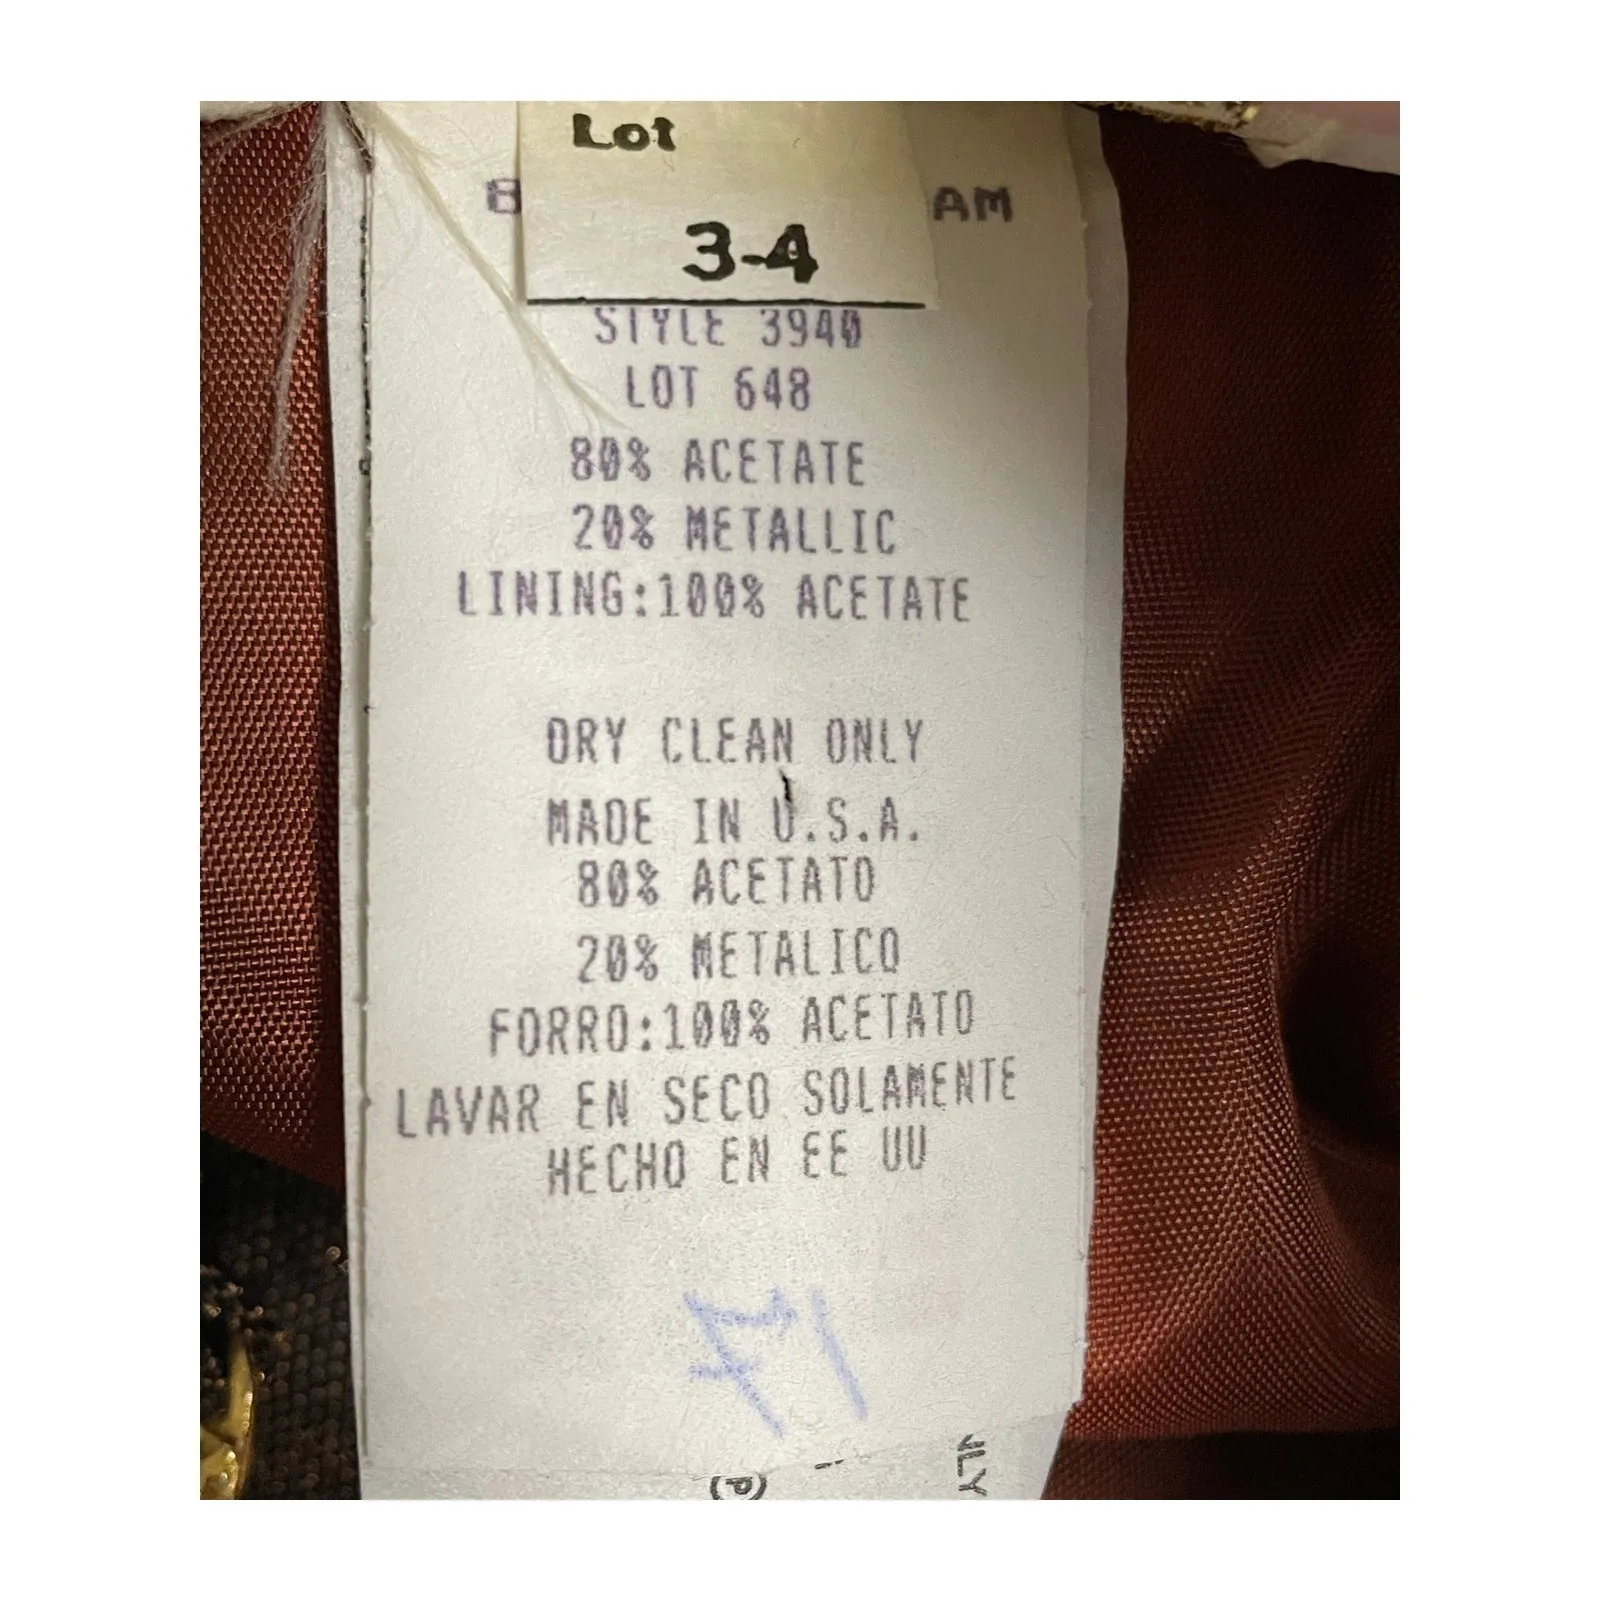 Lot
AM
3-4
STYLE 3940
LOT 648
80% ACETATE
20% METALLIC
LINING:100% ACETATE
DRY CLEAN ONLY
MADE IN U.S.A.
80% ACETATO
20% METALICO
FORRO:100% ACETATO
LAVAR EN SECO SOLAMENTE
HECHO EN EE UU
(P)